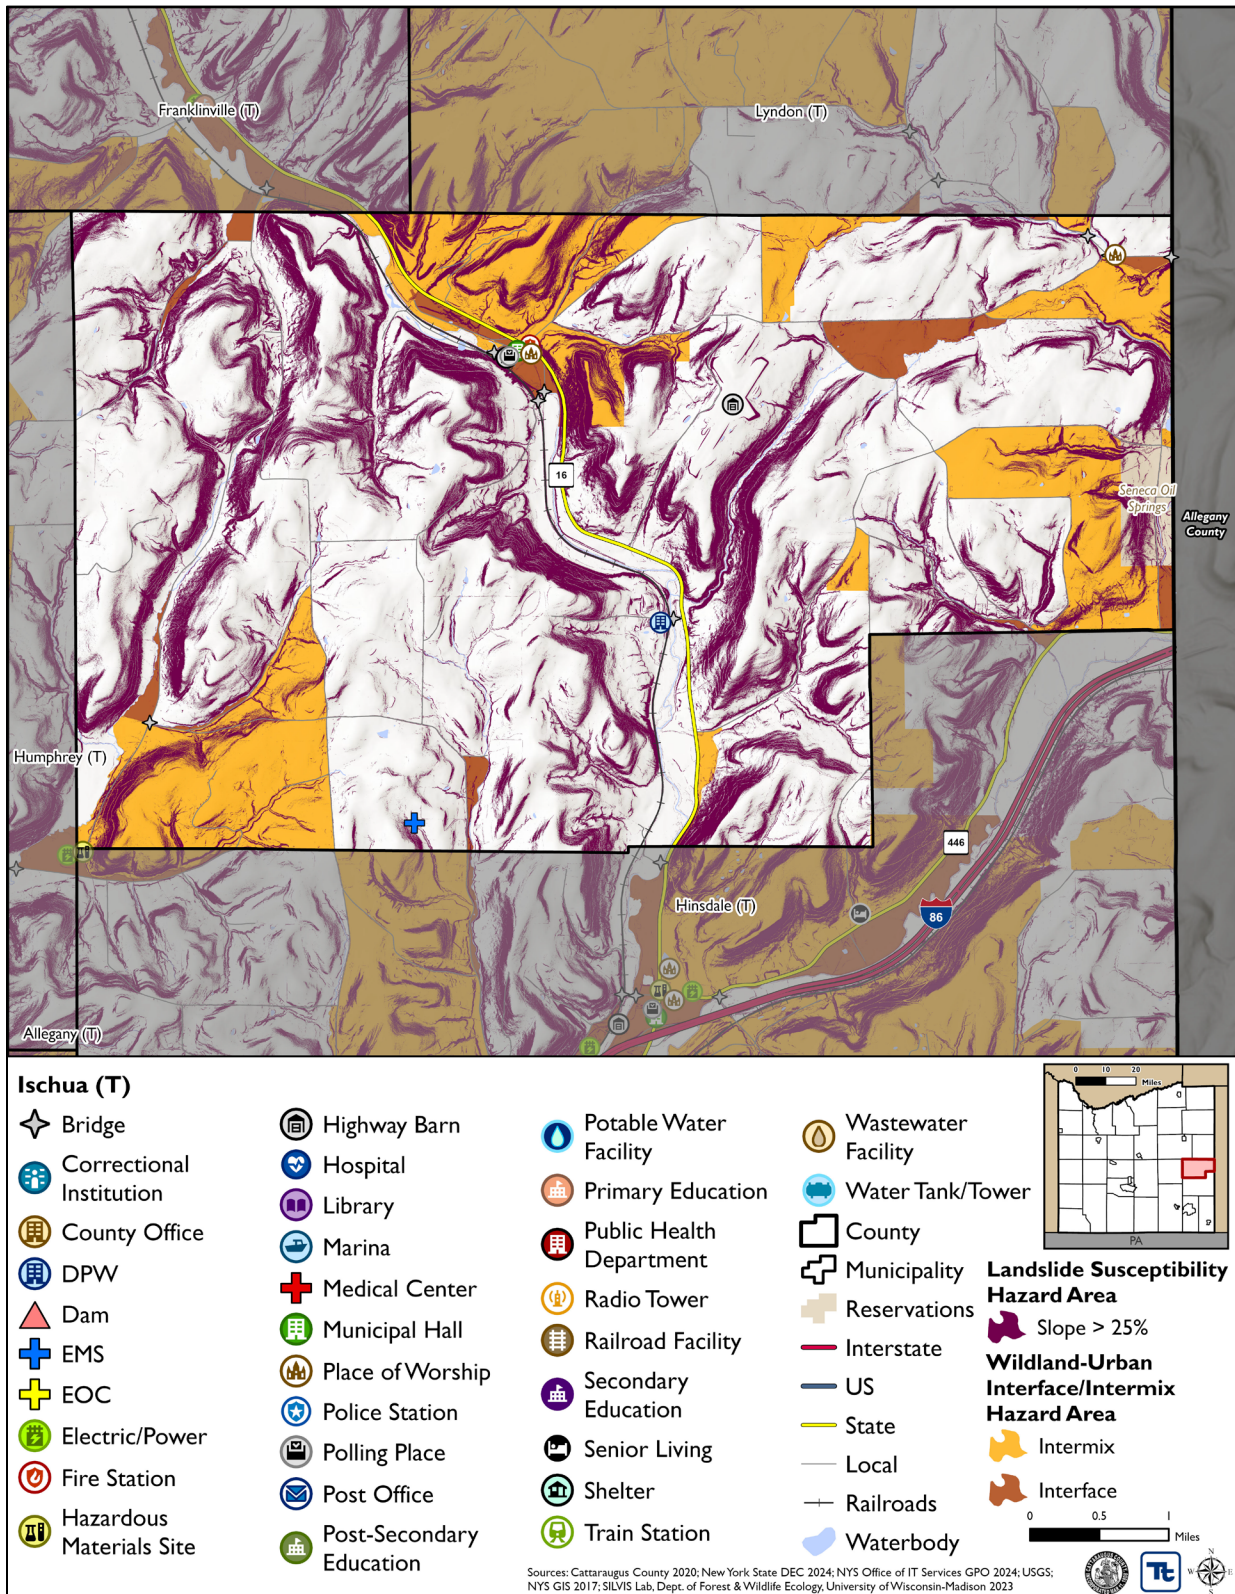 Franklinville (T)
Lyndon (T)
16
Seneca Oil
Springs
Allegany
County
Humphrey (T)
446
Hinsdale (T)
86
Allegany (T)
Ischua (T)
Bridge
Correctional
Institution
County Office
DPW
Dam
EMS
EOC
Electric/Power
Fire Station
Hazardous
Materials Site
Highway Barn
Hospital
Library
Marina
Medical Center
Municipal Hall
Place of Worship
Police Station
Polling Place
Post Office
Post-Secondary
Education
Potable Water
Facility
Primary Education
Public Health
Department
Radio Tower
Railroad Facility
Secondary
Education
Senior Living
Shelter
Train Station
Wastewater
Facility
Water Tank/Tower
County
Municipality
Reservations
Interstate
US
State
Local
Railroads
Waterbody
0 10 20
Miles
PA
Landslide Susceptibility
Hazard Area
Slope > 25%
Wildland-Urban
Interface/Intermix
Hazard Area
Intermix
Interface
0 0.5 1
Miles
Sources: Cattaraugus County 2020; New York State DEC 2024; NYS Office of IT Services GPO 2024; USGS;
NYS GIS 2017; SILVIS Lab, Dept. of Forest & Wildlife Ecology, University of Wisconsin-Madison 2023
Tt
N
W E
S